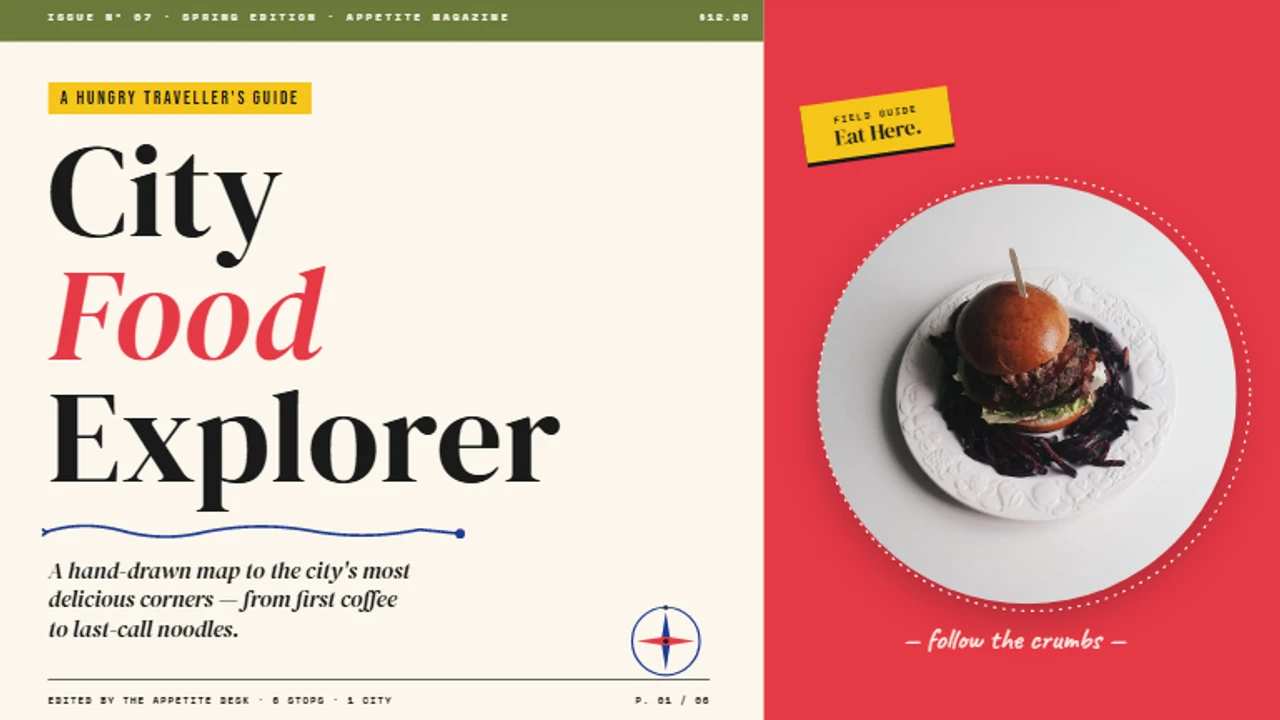 ISSUE Nº 07 · SPRING EDITION · APPETITE MAGAZINE
$12.00
A HUNGRY TRAVELLER'S GUIDE
City
Food
Explorer
A hand-drawn map to the city's most
delicious corners — from first coffee
to last-call noodles.
EDITED BY THE APPETITE DESK · 6 STOPS · 1 CITY
P. 01 / 06
FIELD GUIDE
Eat Here.
— follow the crumbs —